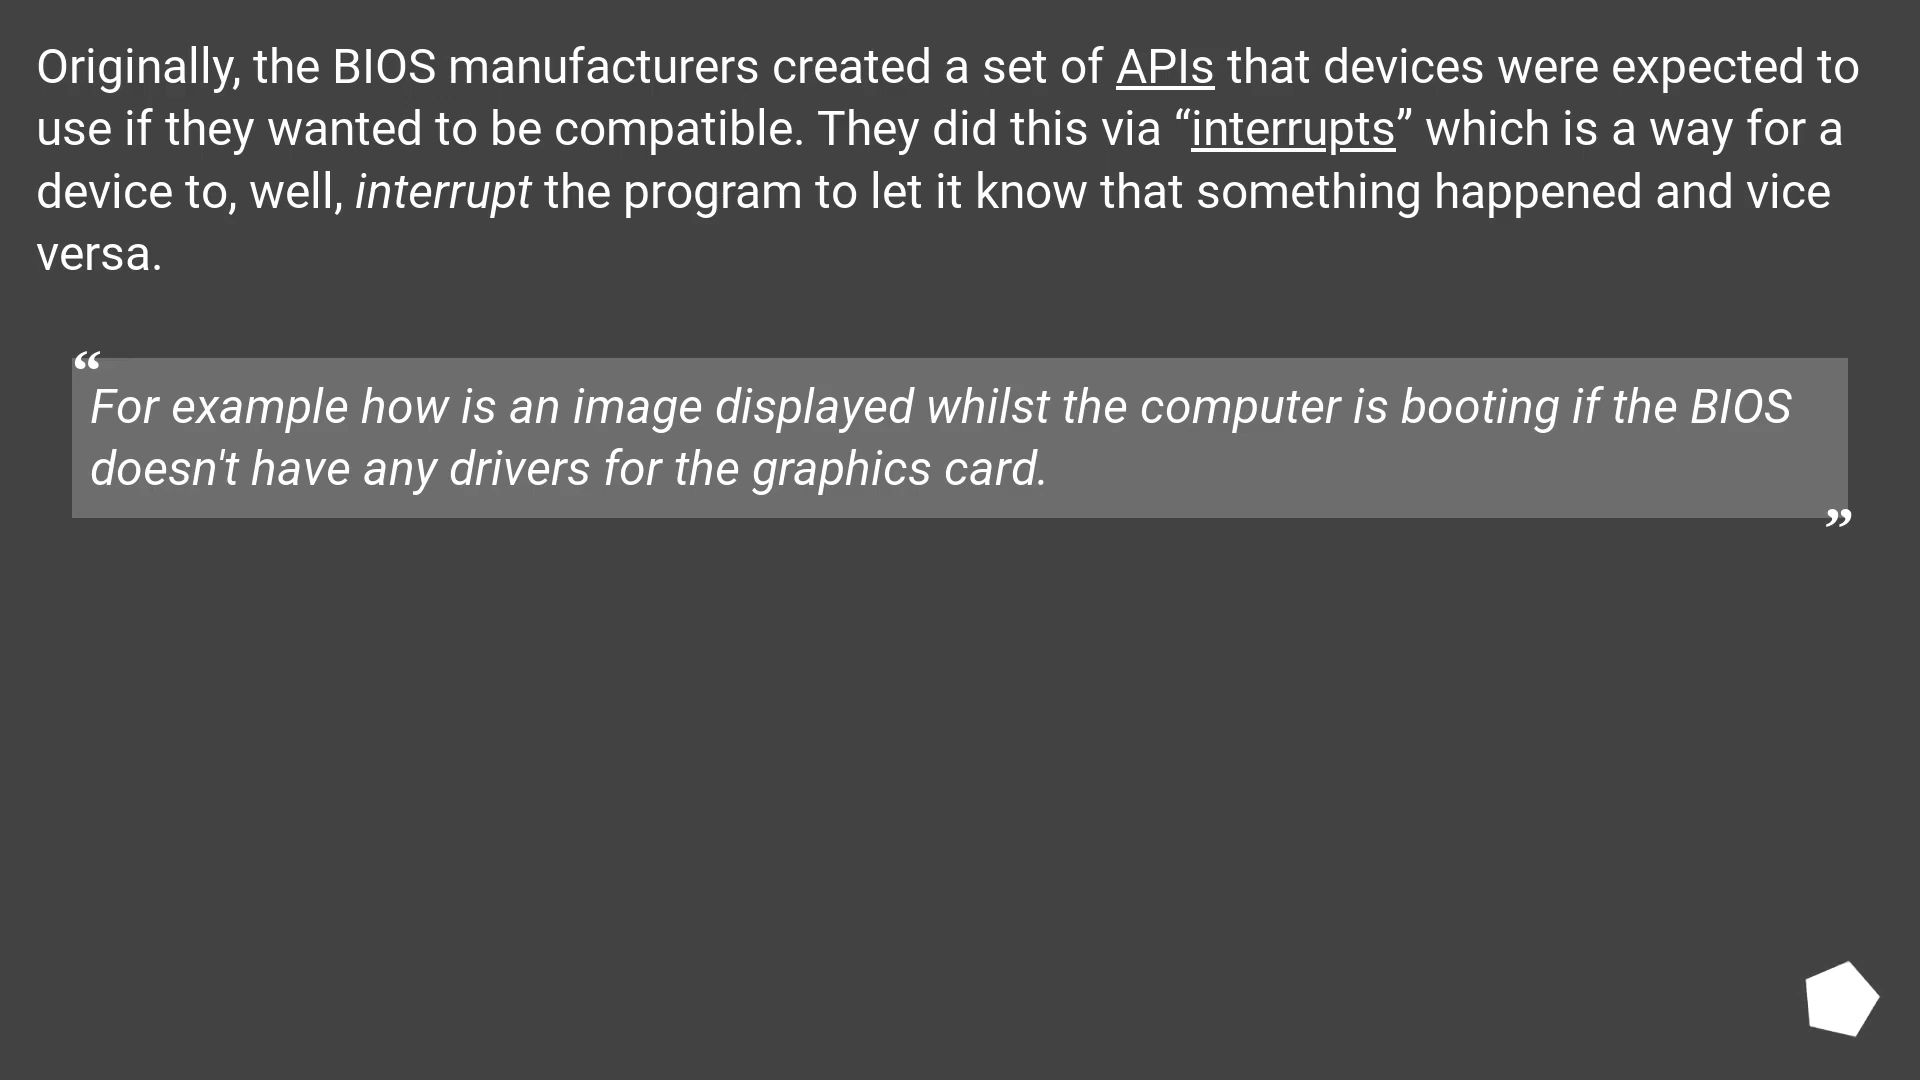 Originally, the BIOS manufacturers created a set of APIs that devices were expected to
use if they wanted to be compatible. They did this via “interrupts” which is a way for a
device to, well, interrupt the program to let it know that something happened and vice
versa.
“
For example how is an image displayed whilst the computer is booting if the BIOS
doesn't have any drivers for the graphics card.
”